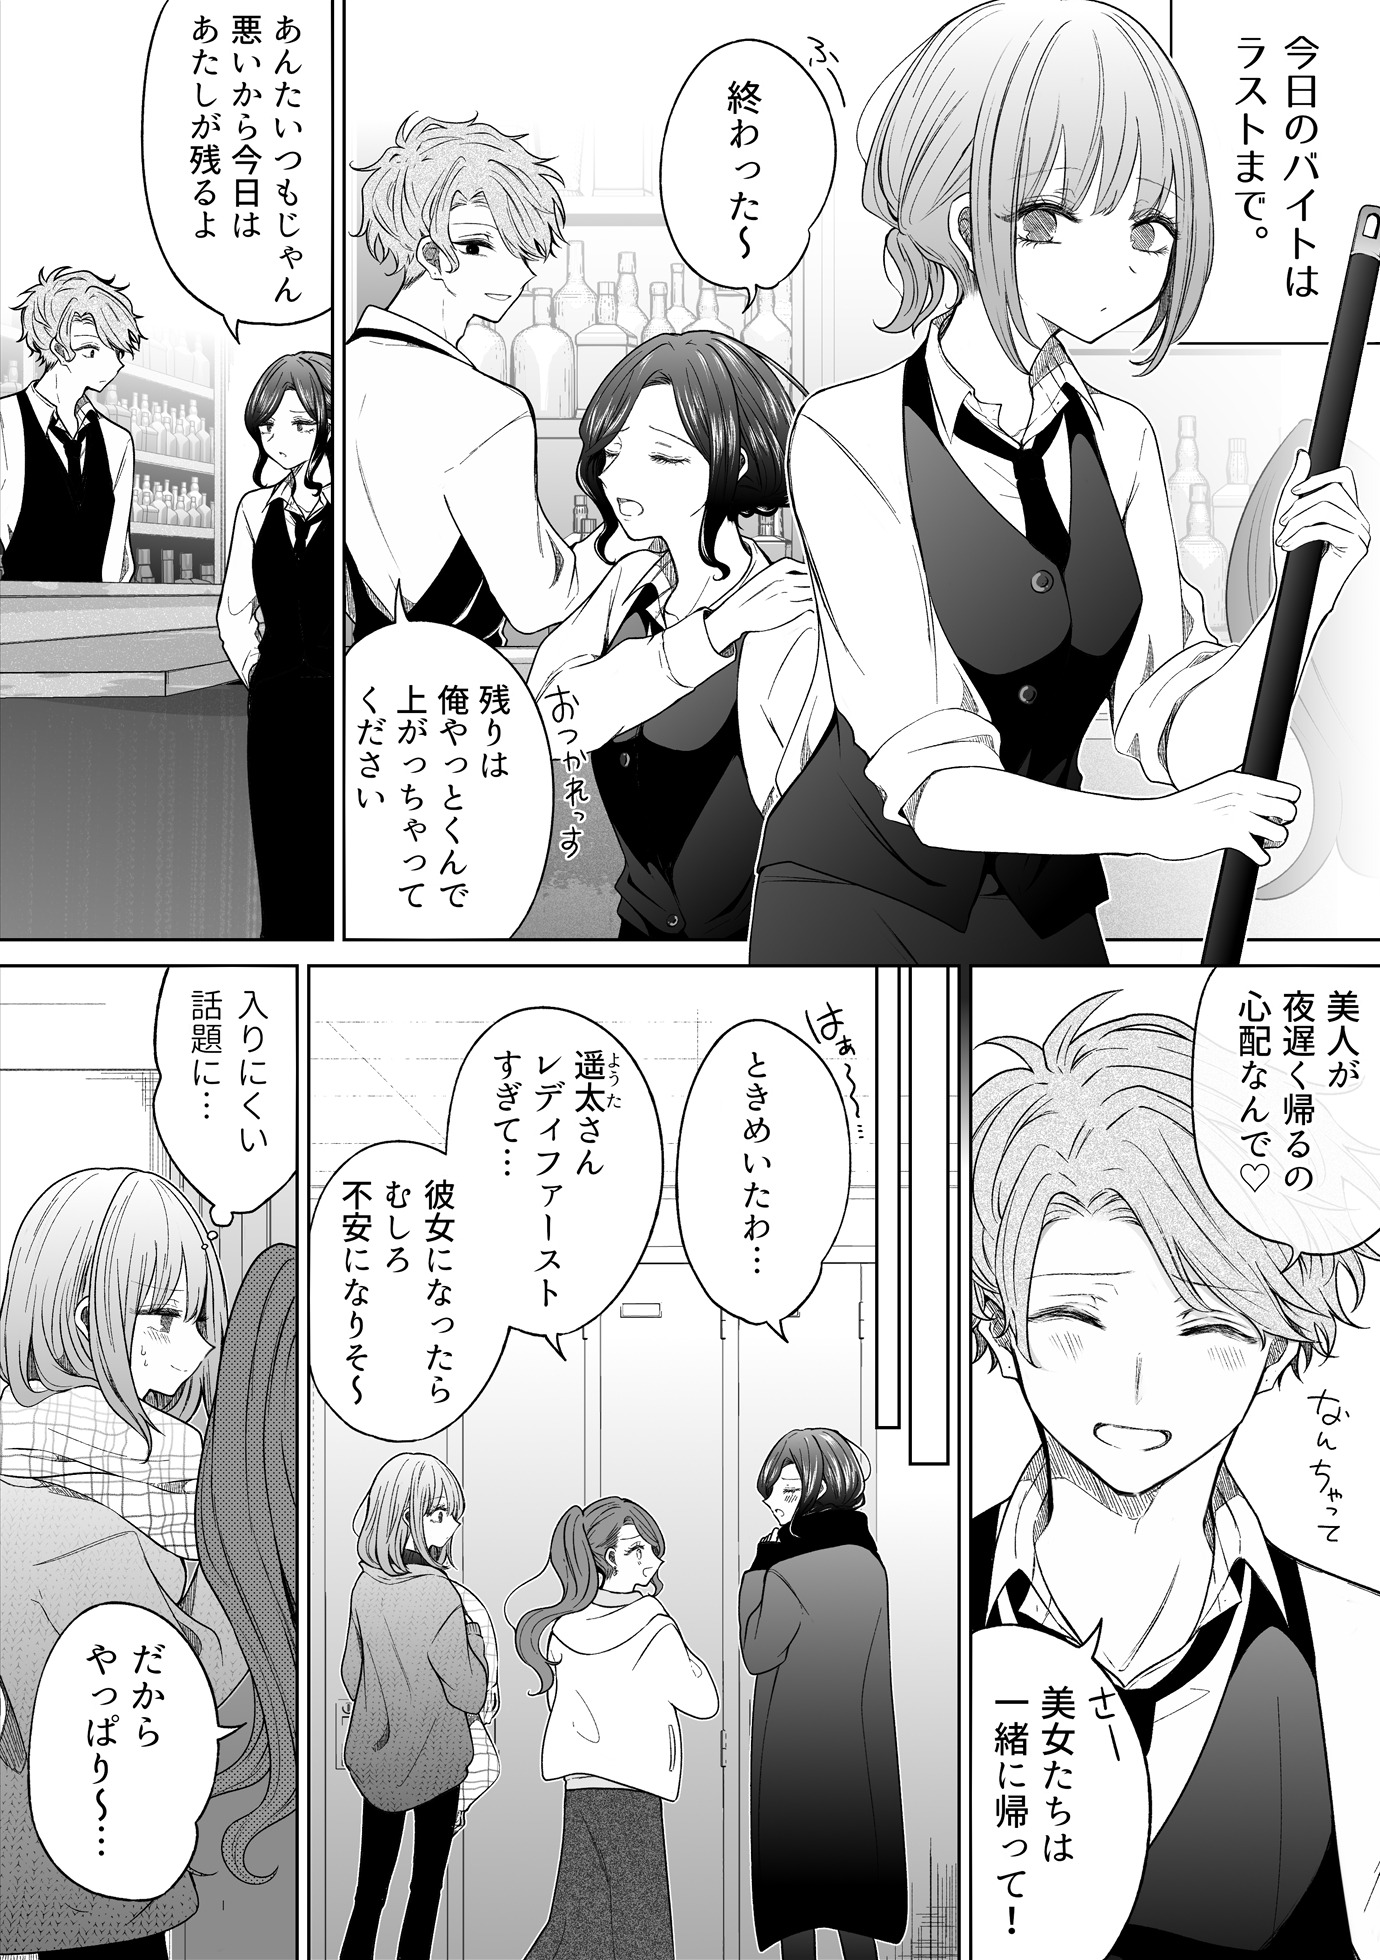 今日のバイトは
ラストまで。
ふぅ
終わった～
残りは
俺やっとくんで
上がっちゃって
ください
おつかれっす
あんたいつもじゃん
悪いから今日は
あたしが残るよ
美人が
夜遅く帰るの
心配なんで♡
なんちゃって
さー
美女たちは
一緒に帰って！
はぁ～～…
ときめいたわ…
遥太さん
ようた
レディファースト
すぎて…
彼女になったら
むしろ
不安になりそ～
入りにくい
話題に…
だから
やっぱり～…